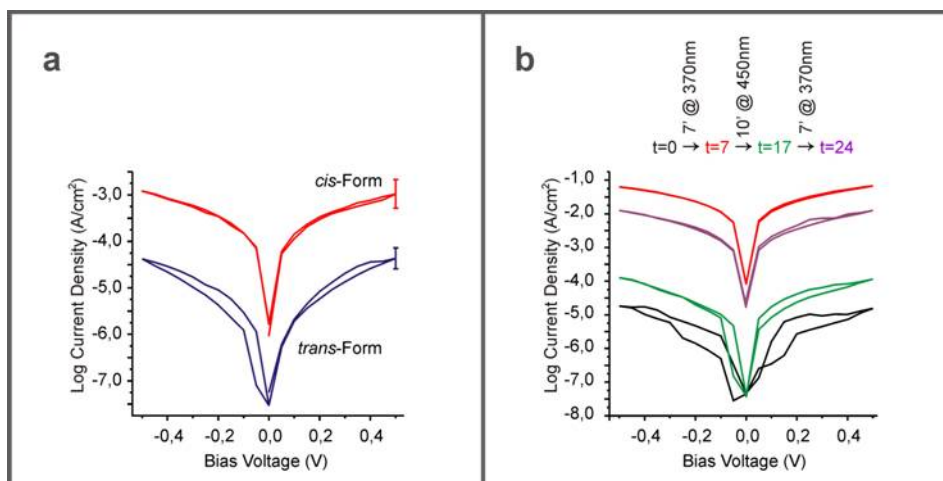 a
Log Current Density (A/cm²)
-3,0
-4,0
-5,0
-6,0
-7,0
cis-Form
trans-Form
-0,4
-0,2
0,0
0,2
0,4
Bias Voltage (V)
b
7' @ 370nm
10' @ 450nm
7' @ 370nm
t=0 → t=7 → t=17 → t=24
Log Current Density (A/cm²)
-1,0
-2,0
-3,0
-4,0
-5,0
-6,0
-7,0
-8,0
-0,4
-0,2
0,0
0,2
0,4
Bias Voltage (V)